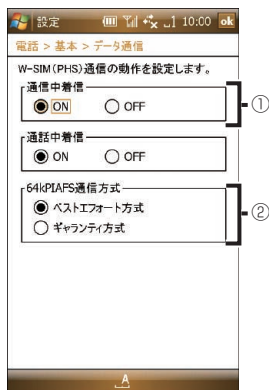 設定 10:00 ok
電話 > 基本 > データ通信
W-SIM(PHS)通信の動作を設定します。
通信中着信
ON OFF
①
通話中着信
ON OFF
64kPIAFS通信方式
ベストエフォート方式
②
ギャランティ方式
A